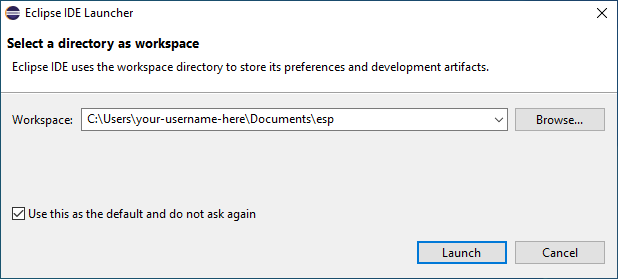 Eclipse IDE Launcher
Select a directory as workspace
Eclipse IDE uses the workspace directory to store its preferences and development artifacts.
Workspace: C:\Users\your-username-here\Documents\esp Browse...
Use this as the default and do not ask again
Launch Cancel